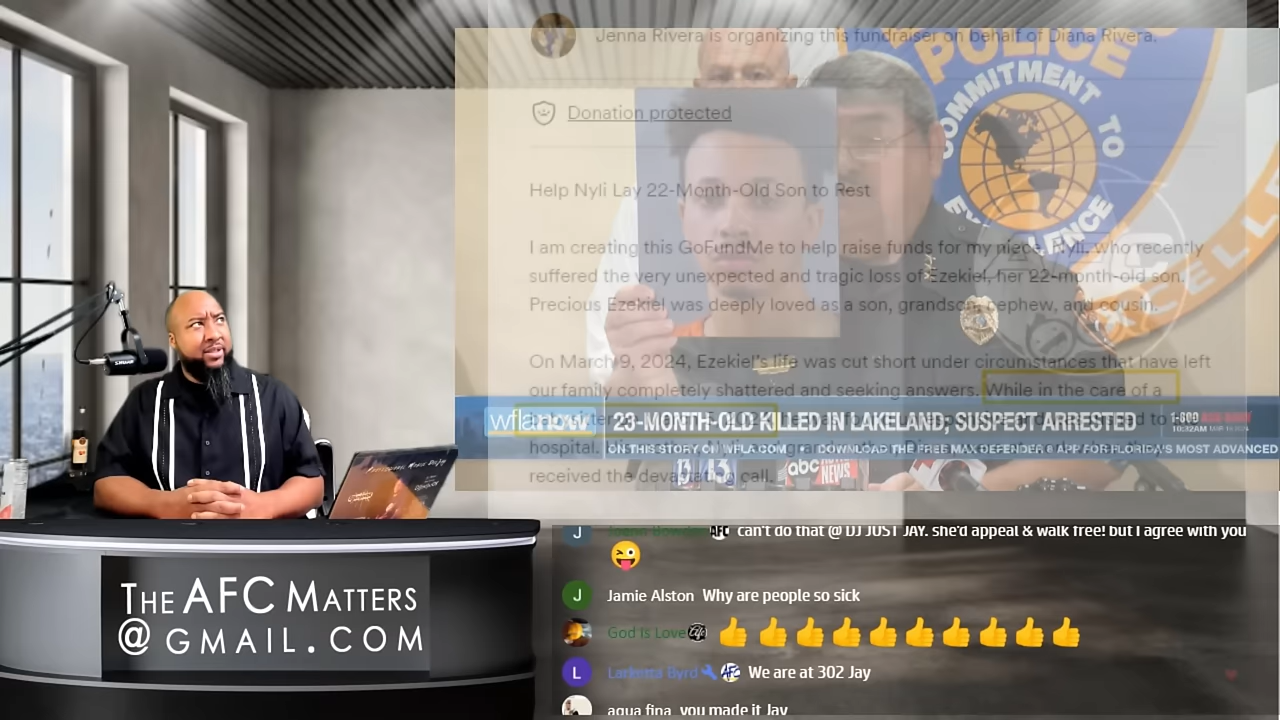 Jenna Rivera is organizing this fundraiser on behalf of Diana Rivera.
Donation protected
Help Nyli Lay 22-Month-Old Son to Rest
I am creating this GoFundMe to help raise funds for my niece, Nyli, who recently
suffered the very unexpected and tragic loss of Ezekiel, her 22-month-old son.
Precious Ezekiel was deeply loved as a son, grandson, nephew, and cousin.
On March 9, 2024, Ezekiel's life was cut short under circumstances that have left
our family completely shattered and seeking answers. While in the care of a
hospital.
received the call.
POLICE
COMMITMENT TO
SHURE
wfla now
23-MONTH-OLD KILLED IN LAKELAND; SUSPECT ARRESTED
1-800
ON THIS STORY ON WFLA.COM
DOWNLOAD THE FREE MAX DEFENDER 8 APP FOR FLORIDA'S MOST ADVANCED
13 13 abc NEWS
THE AFC MATTERS
@GMAIL.COM
can't do that @ DJ JUST JAY. she'd appeal & walk free! but I agree with you
😜
J Jamie Alston Why are people so sick
God Is Love 👍👍👍👍👍👍👍👍👍👍
L Byrd We are at 302 Jay
aqua fina you made it Jay